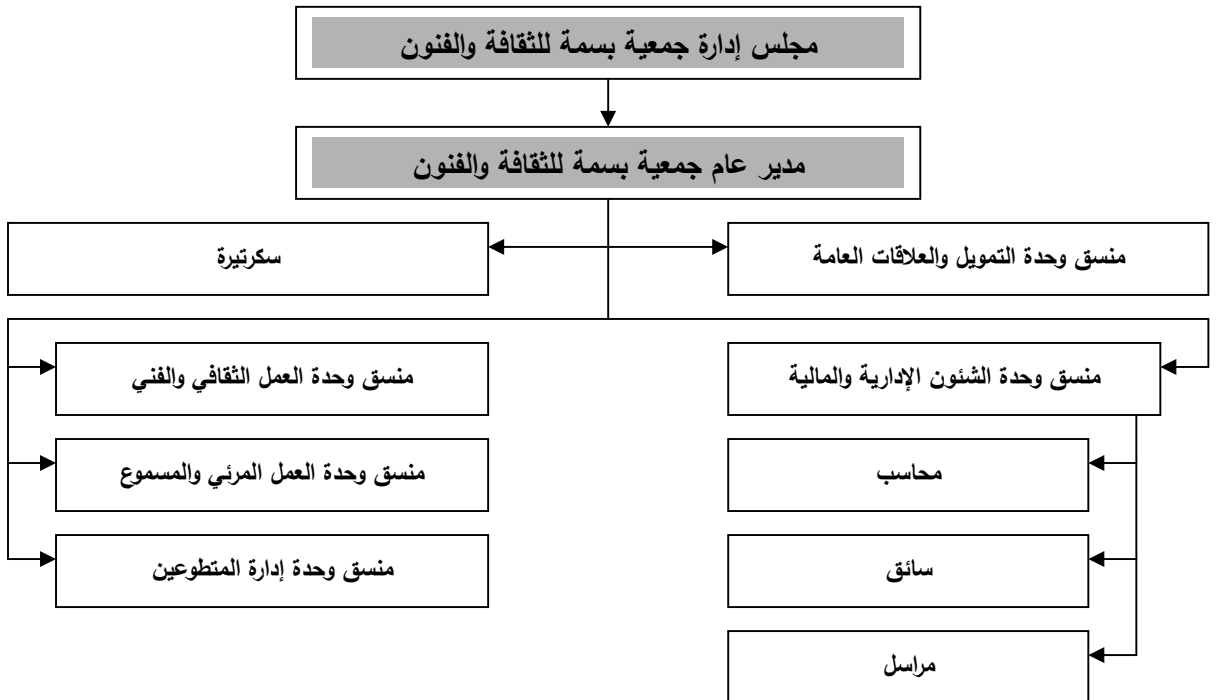 مجلس إدارة جمعية بسمة للثقافة والفنون
مدير عام جمعية بسمة للثقافة والفنون
منسق وحدة التمويل والعلاقات العامة
سكرتيرة
منسق وحدة الشئون الإدارية والمالية
محاسب
سائق
مراسل
منسق وحدة العمل الثقافي والفني
منسق وحدة العمل المرئي والمسموع
منسق وحدة إدارة المتطوعين